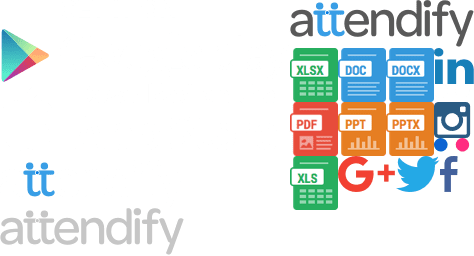 attendify
XLSX DOC DOCX in
PDF PPT PPTX
XLS G+ f
tt
attendify